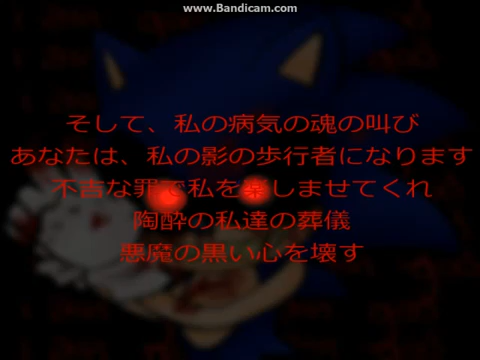 www.Bandicam.com
そして、私の病気の魂の叫び
あなたは、私の影の歩行者になります
不吉な罪で私を楽しませてくれ
陶酔の私達の葬儀
悪魔の黒い心を壊す